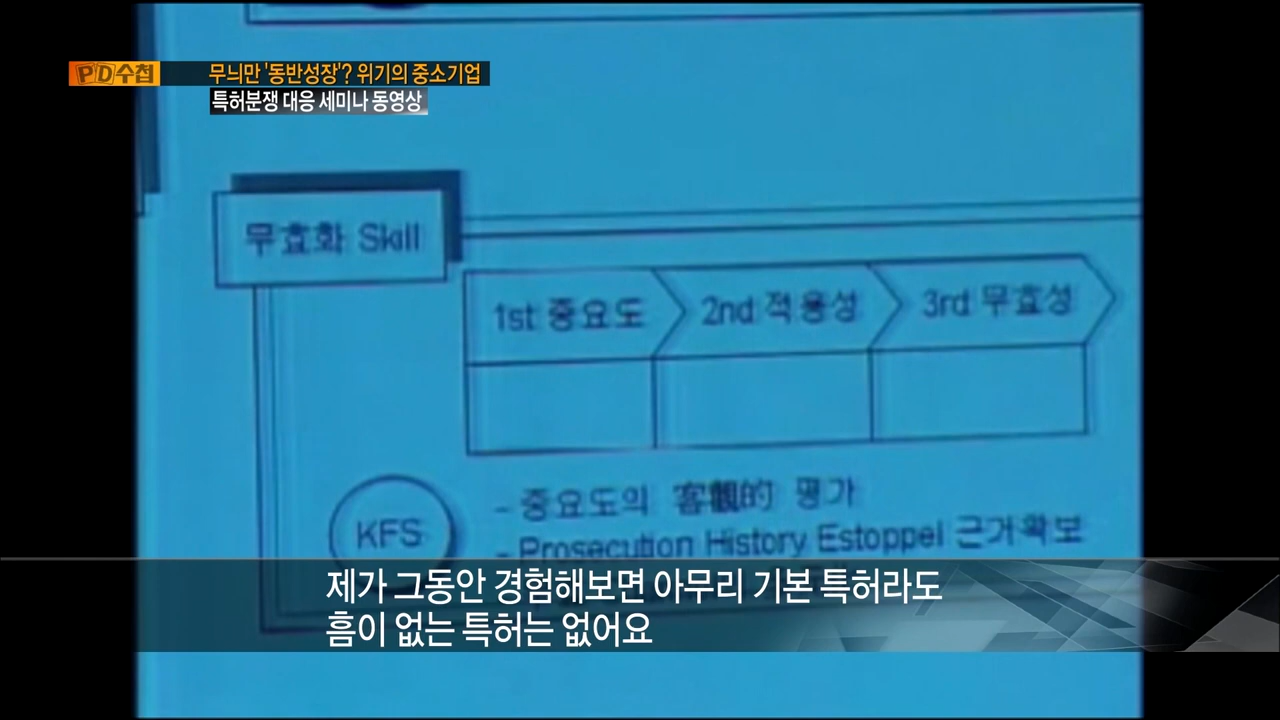 PD수첩
무늬만 '동반성장'? 위기의 중소기업
특허분쟁 대응 세미나 동영상
무효화 Skill
1st 중요도
2nd 적용성
3rd 무효성
KFS
- 중요도의 客觀的 평가
- Prosecution History Estoppel 근거확보
제가 그동안 경험해보면 아무리 기본 특허라도
흠이 없는 특허는 없어요